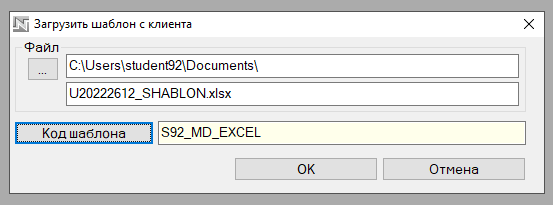 Загрузить шаблон с клиента
Файл
...
C:\Users\student92\Documents\
U20222612_SHABLON.xlsx
Код шаблона
S92_MD_EXCEL
OK
Отмена